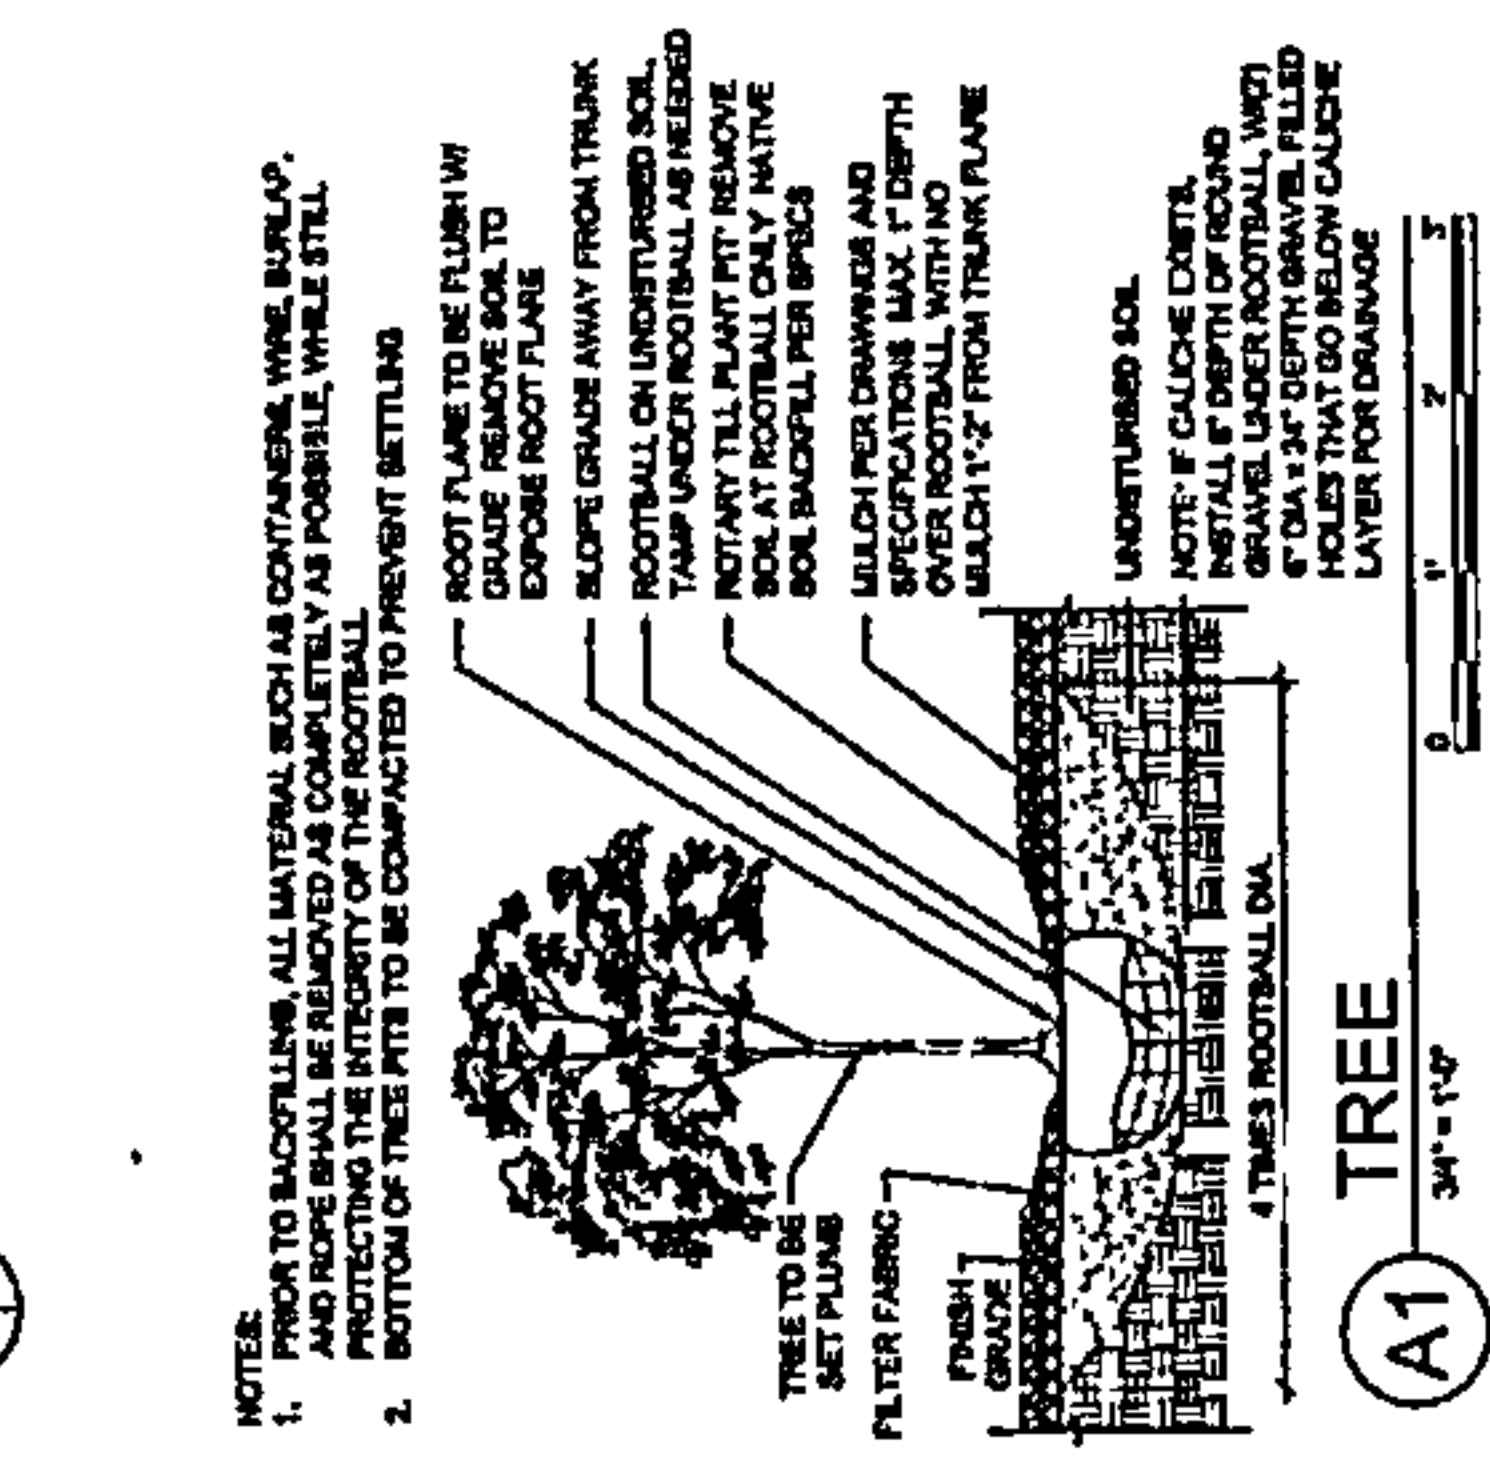 NOTES:
1. PRIOR TO BACKFILLING, ALL MATERIAL SUCH AS CONTAINERS, WIRE, BURLAP,
AND ROPE SHALL BE REMOVED AS COMPLETELY AS POSSIBLE, WHILE STILL
PROTECTING THE INTEGRITY OF THE ROOTBALL
2. BOTTOM OF TREE PITS TO BE COMPACTED TO PREVENT SETTLING
ROOT FLARE TO BE FLUSH W/
GRADE REMOVE SOIL TO
EXPOSE ROOT FLARE
SLOPE GRADE AWAY FROM TRUNK
ROOTBALL ON UNDISTURBED SOIL,
TAMP UNDER ROOTBALL AS NEEDED
ROTARY TILL PLANT PIT REMOVE
SOIL AT ROOTBALL ONLY NATIVE
SOIL BACKFILL, PER SPECS
MULCH PER DRAWINGS AND
SPECIFICATIONS MAX. 1" DEPTH
OVER ROOTBALL, WITH NO
MULCH 1"-2" FROM TRUNK FLARE
UNDISTURBED SOIL
NOTE: IF CALICHE EXISTS,
INSTALL 6" DEPTH OF ROUND
GRAVEL UNDER ROOTBALL, W/(7)
6" DIA x 24" DEPTH GRAVEL FILLED
HOLES THAT GO BELOW CALICHE
LAYER FOR DRAINAGE
TREE TO BE
SET PLUMB
FILTER FABRIC
FINISH
GRADE
4 TIMES ROOTBALL DIA.
A1
TREE
3/4" = 1'-0"
0 1' 2' 3'